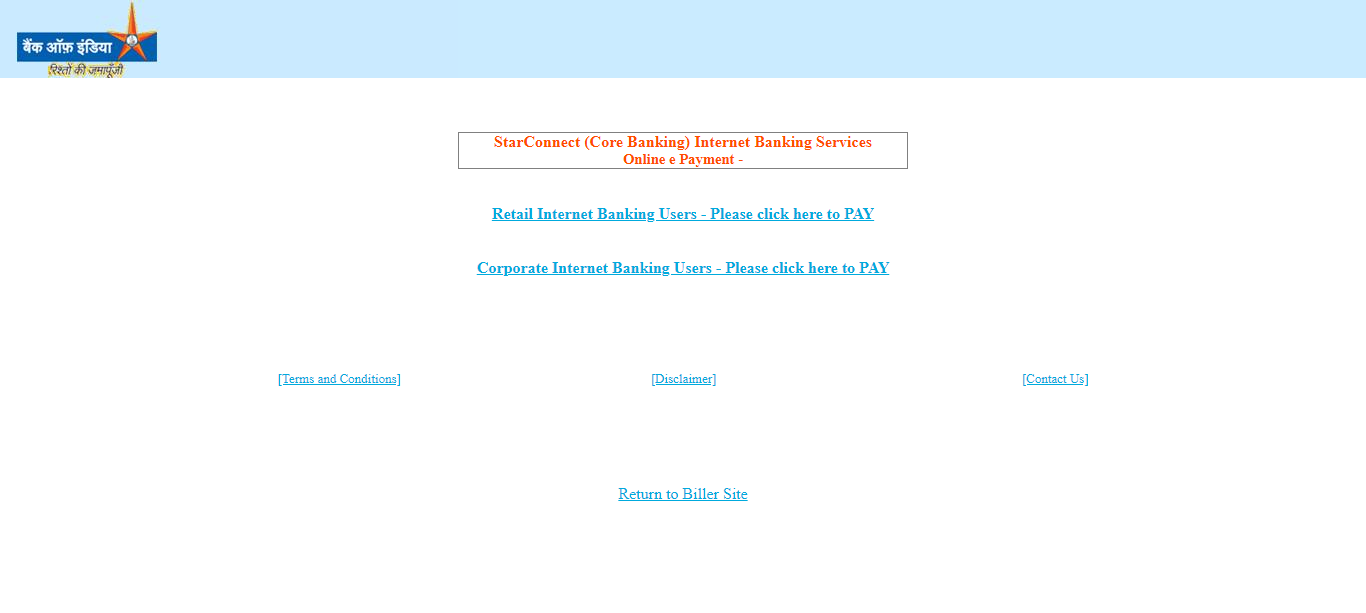 बैंक ऑफ़ इंडिया
रिश्तों की जमापूँजी
StarConnect (Core Banking) Internet Banking Services
Online e Payment -
Retail Internet Banking Users - Please click here to PAY
Corporate Internet Banking Users - Please click here to PAY
[Terms and Conditions] [Disclaimer] [Contact Us]
Return to Biller Site